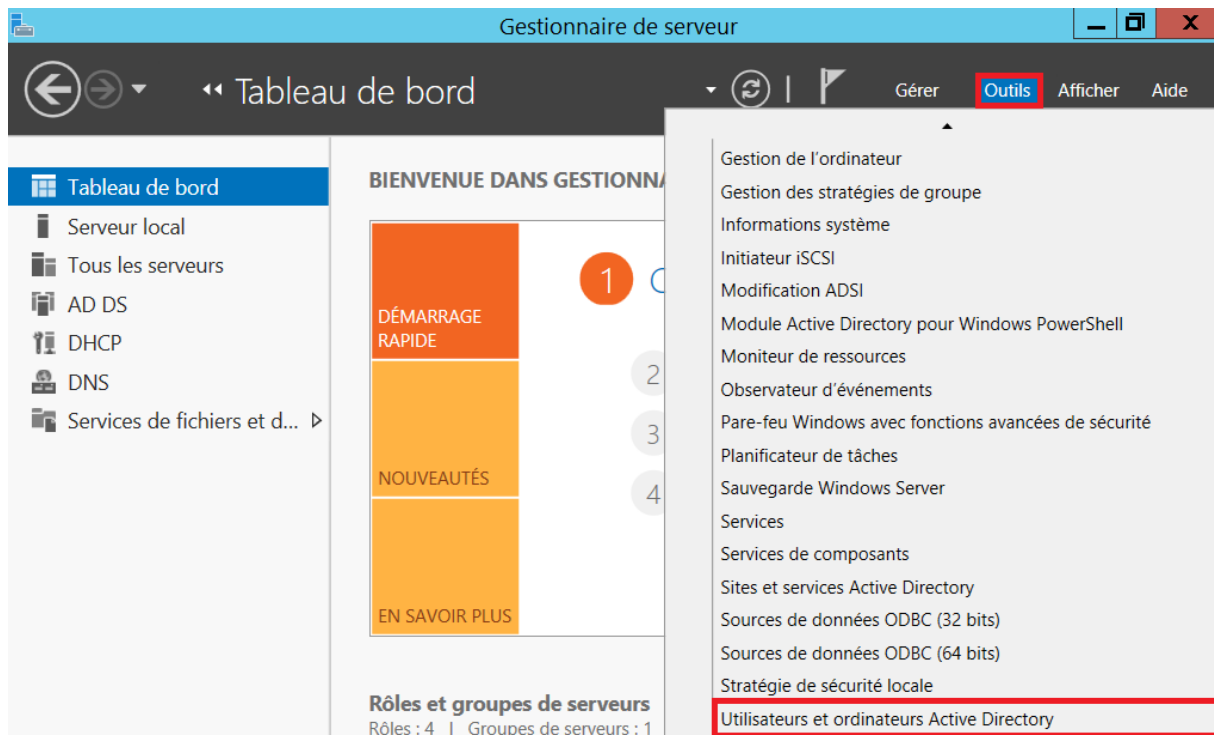 Gestionnaire de serveur
Tableau de bord
Gérer Outils Afficher Aide
Tableau de bord
Serveur local
Tous les serveurs
AD DS
DHCP
DNS
Services de fichiers et d...
BIENVENUE DANS GESTIONNA
DÉMARRAGE
RAPIDE
NOUVEAUTÉS
EN SAVOIR PLUS
1
2
3
4
Rôles et groupes de serveurs
Rôles : 4 | Groupes de serveurs : 1
Gestion de l'ordinateur
Gestion des stratégies de groupe
Informations système
Initiateur iSCSI
Modification ADSI
Module Active Directory pour Windows PowerShell
Moniteur de ressources
Observateur d'événements
Pare-feu Windows avec fonctions avancées de sécurité
Planificateur de tâches
Sauvegarde Windows Server
Services
Services de composants
Sites et services Active Directory
Sources de données ODBC (32 bits)
Sources de données ODBC (64 bits)
Stratégie de sécurité locale
Utilisateurs et ordinateurs Active Directory